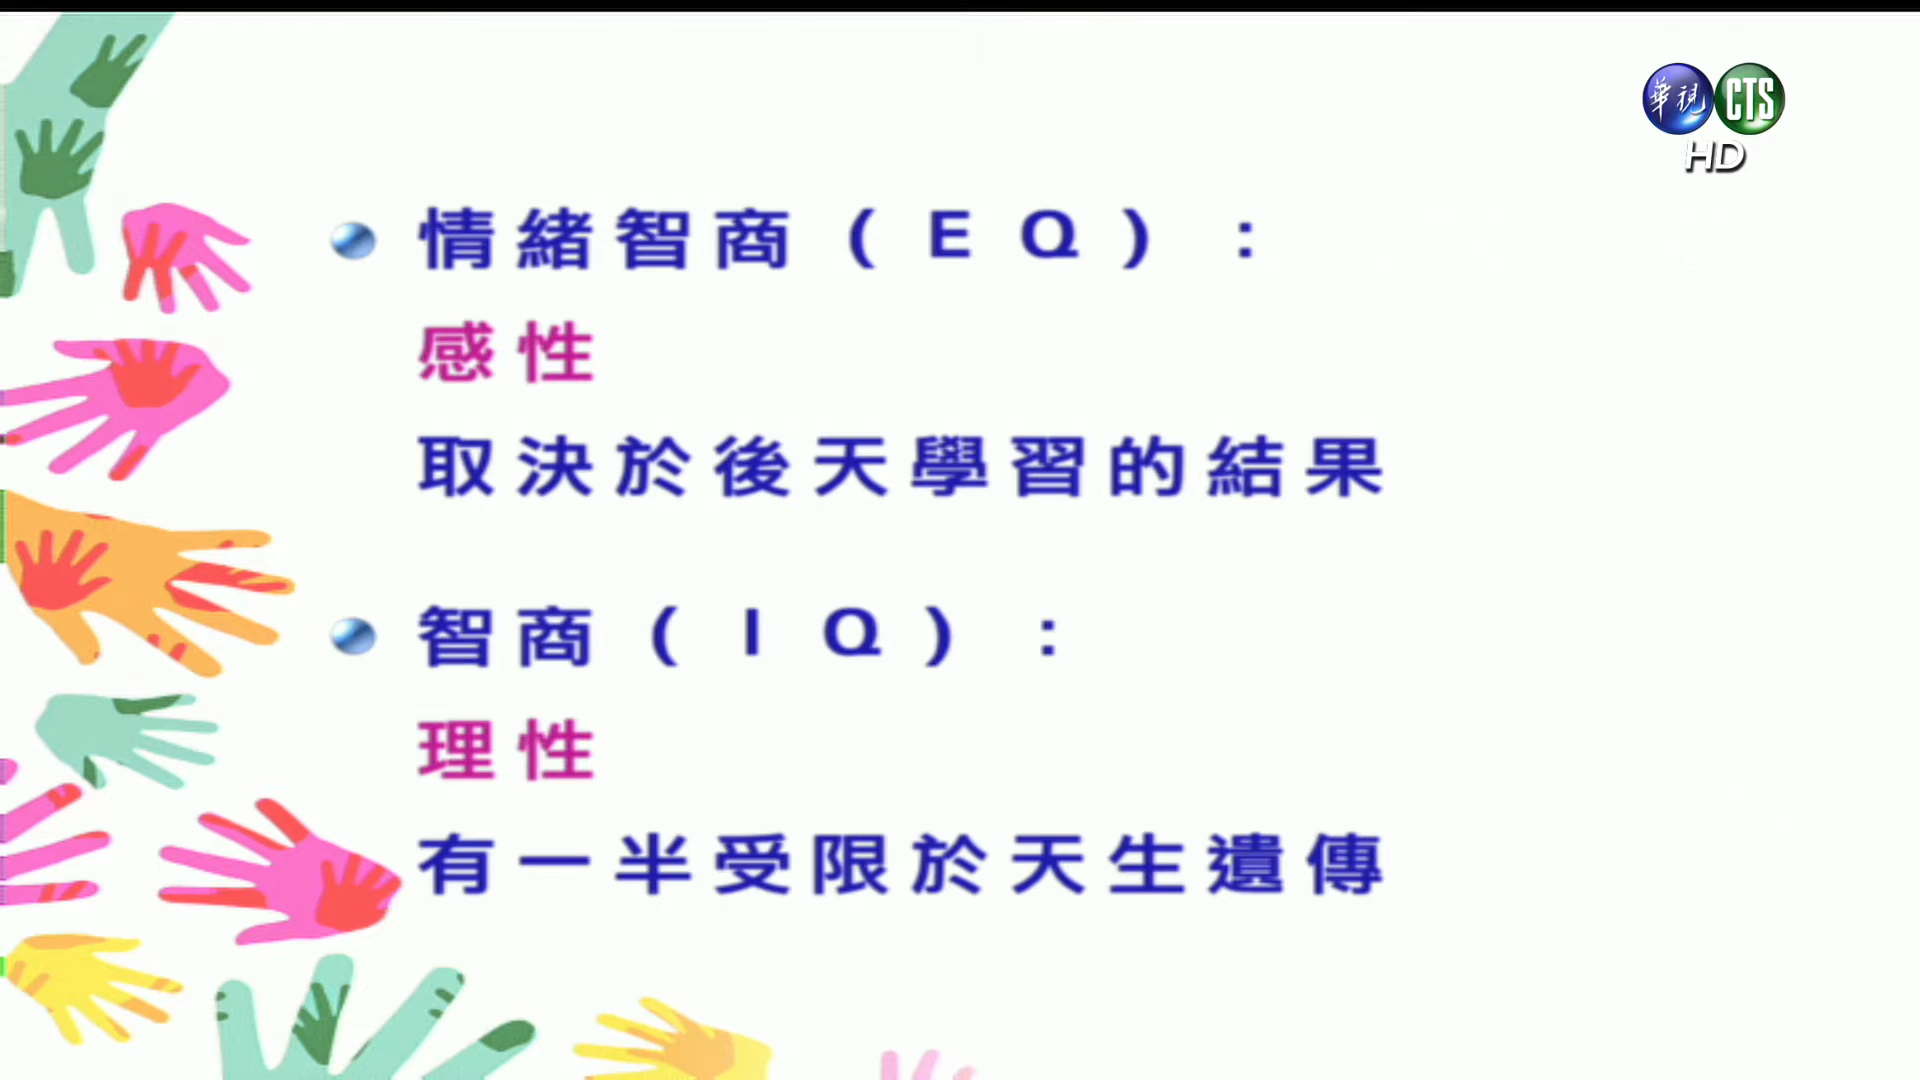 華視 CTS
HD
情緒智商(EQ):
感性
取決於後天學習的結果
智商(IQ):
理性
有一半受限於天生遺傳